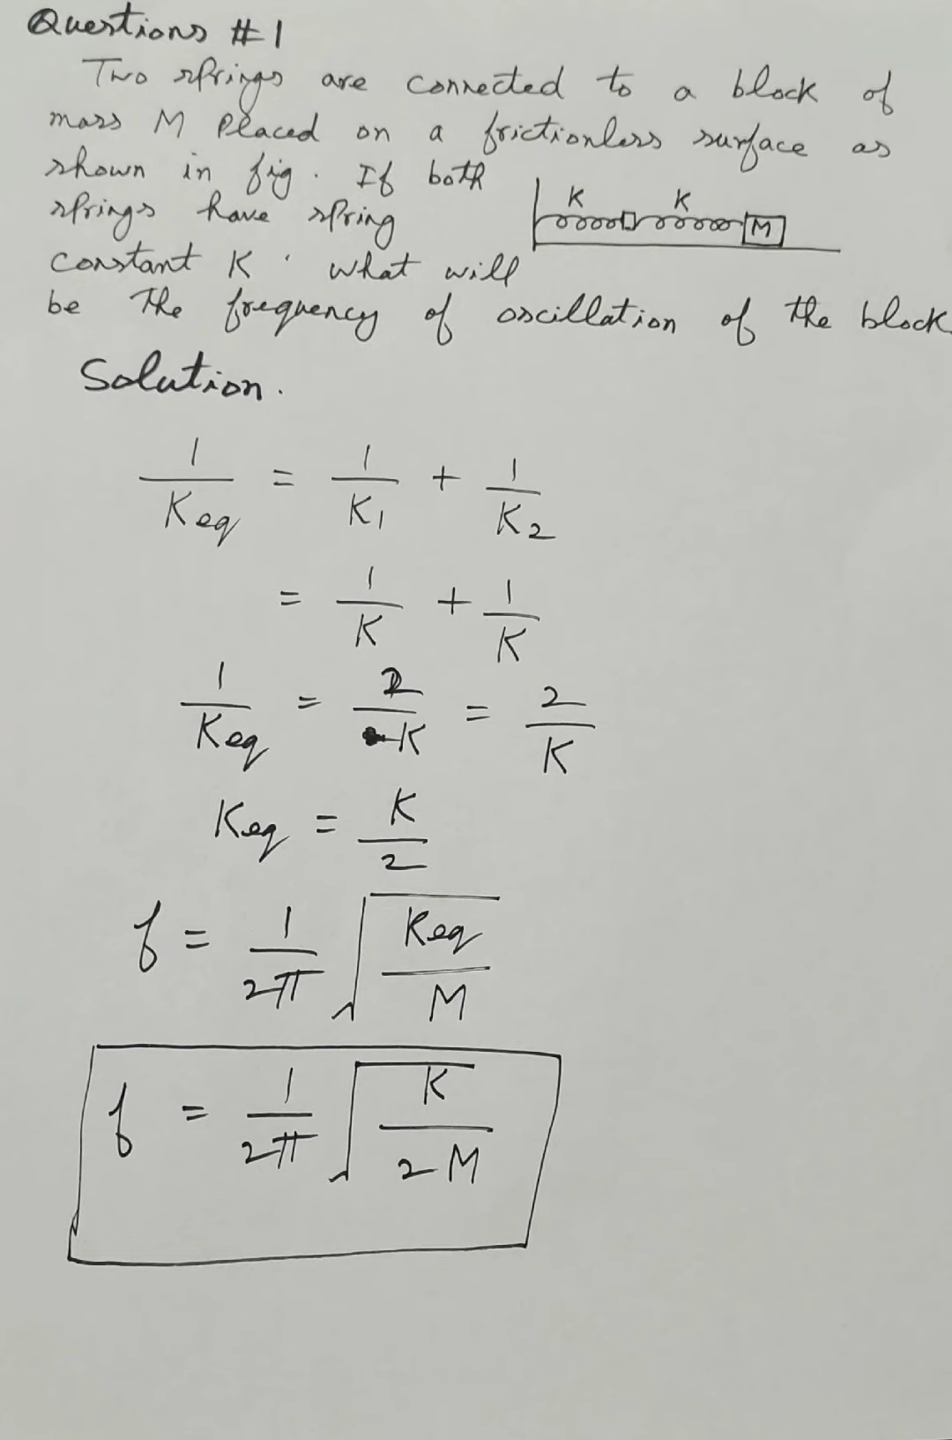 Questions #1
Two springs are connected to a block of
mass M Placed on a frictionless surface as
shown in fig. If both
springs have spring
constant K. what will
be the frequency of oscillation of the block.
K K
M
Solution.
1/Keq = 1/K1 + 1/K2
= 1/K + 1/K
1/Keq = 2/K = 2/K
Keq = K/2
f = 1/2π √(Keq/M)
f = 1/2π √(K/2M)